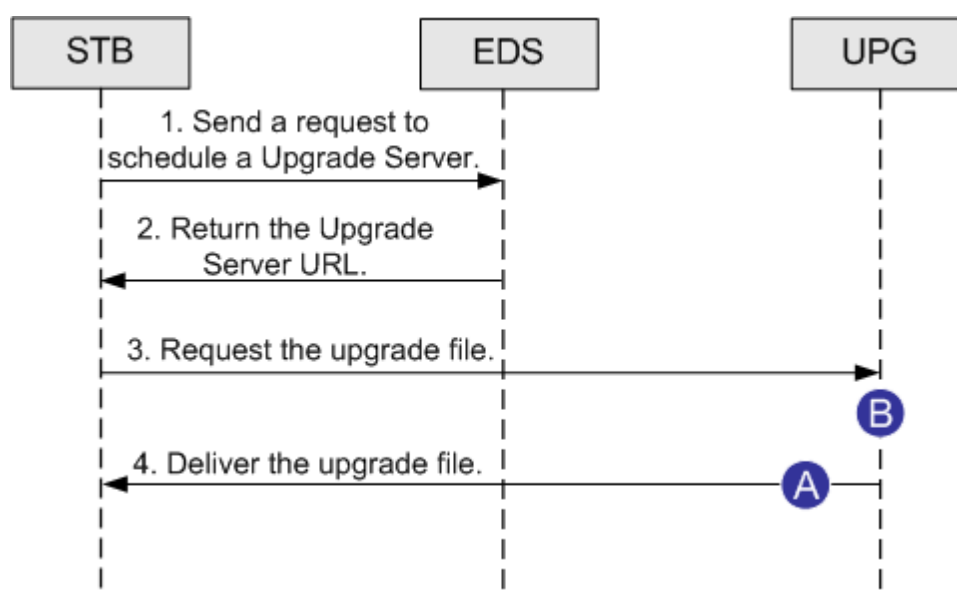 STB
EDS
UPG
1. Send a request to
schedule a Upgrade Server.
2. Return the Upgrade
Server URL.
3. Request the upgrade file.
B
4. Deliver the upgrade file.
A